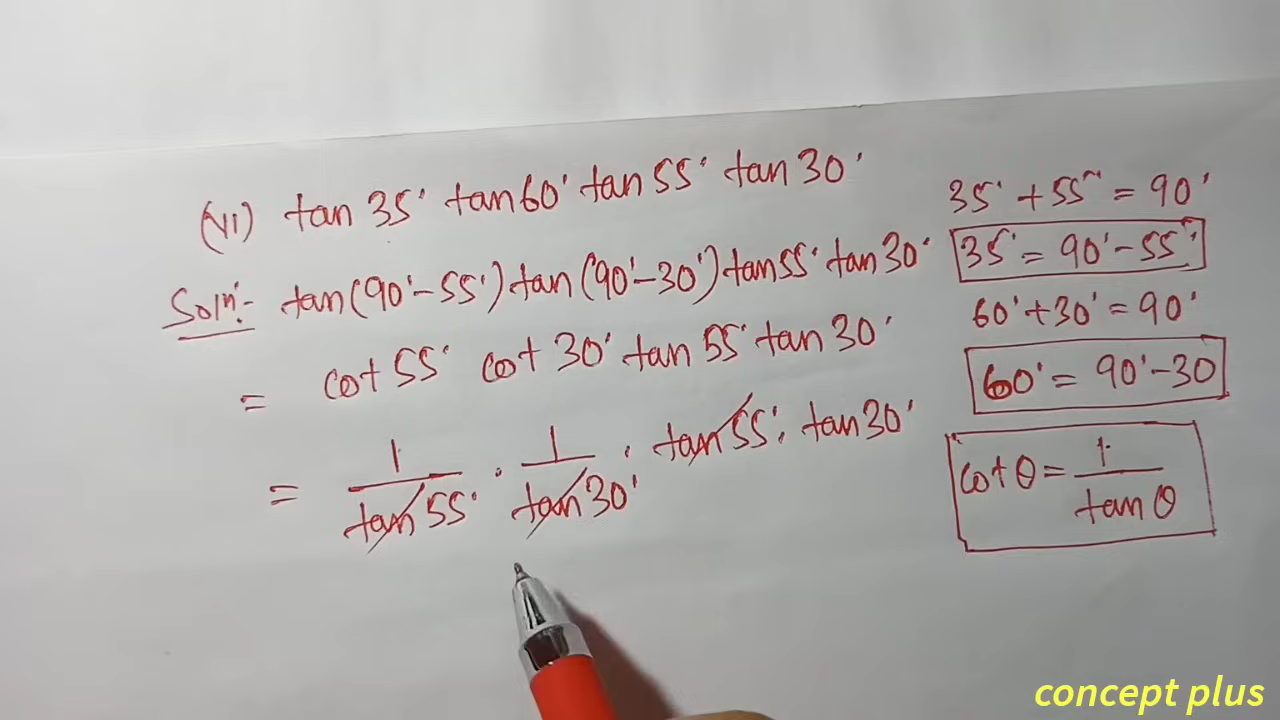 (VI) tan 35° tan 60° tan 55° tan 30°
Soln:- tan(90°-55°) tan(90°-30°) tan 55° tan 30°
= cot 55° cot 30° tan 55° tan 30°
= 1/tan 55° · 1/tan 30° · tan 55° · tan 30°
35° + 55° = 90°
35° = 90° - 55°
60° + 30° = 90°
60° = 90° - 30
cot θ = 1/tan θ
concept plus